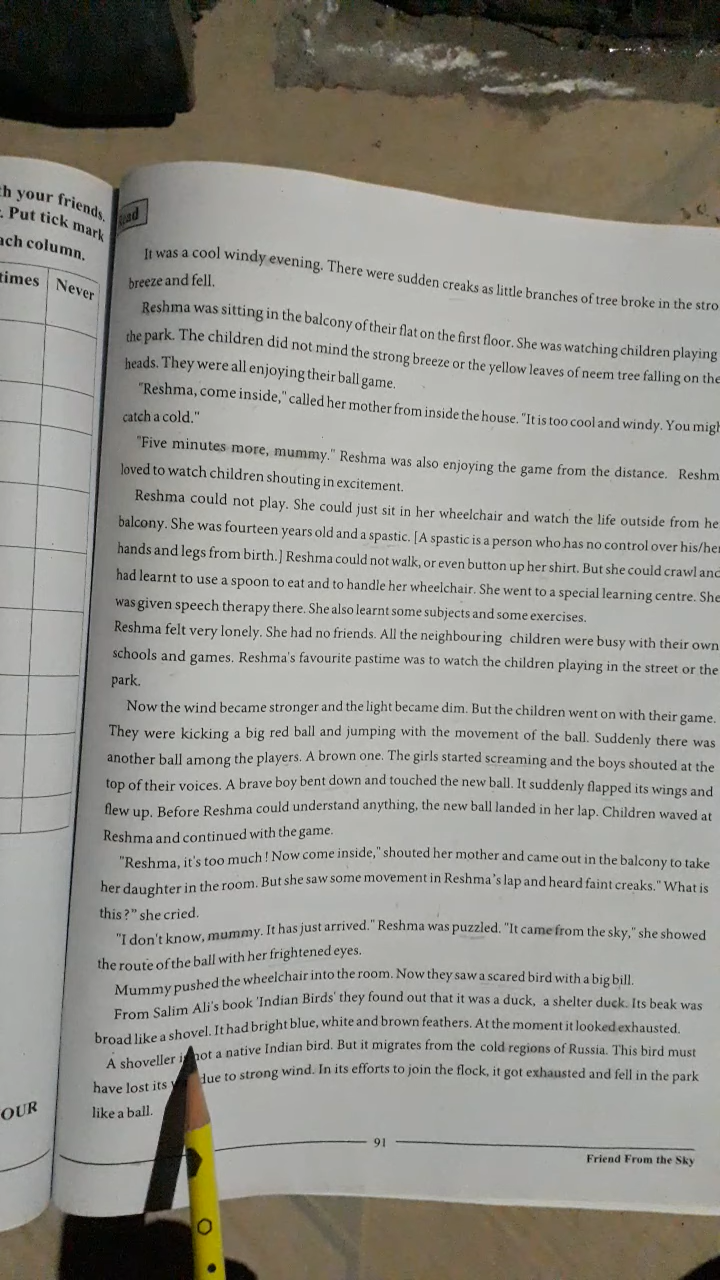 th your friends.
. Put tick mark
ach column.
times Never
OUR
ead
It was a cool windy evening. There were sudden creaks as little branches of tree broke in the stro
breeze and fell.
Reshma was sitting in the balcony of their flat on the first floor. She was watching children playing
the park. The children did not mind the strong breeze or the yellow leaves of neem tree falling on the
heads. They were all enjoying their ball game.
"Reshma, come inside," called her mother from inside the house. "It is too cool and windy. You migh
catch a cold."
"Five minutes more, mummy." Reshma was also enjoying the game from the distance. Reshm
loved to watch children shouting in excitement.
Reshma could not play. She could just sit in her wheelchair and watch the life outside from he
balcony. She was fourteen years old and a spastic. [A spastic is a person who has no control over his/he
hands and legs from birth.] Reshma could not walk, or even button up her shirt. But she could crawl and
had learnt to use a spoon to eat and to handle her wheelchair. She went to a special learning centre. She
was given speech therapy there. She also learnt some subjects and some exercises.
Reshma felt very lonely. She had no friends. All the neighbouring children were busy with their own
schools and games. Reshma's favourite pastime was to watch the children playing in the street or the
park.
Now the wind became stronger and the light became dim. But the children went on with their game.
They were kicking a big red ball and jumping with the movement of the ball. Suddenly there was
another ball among the players. A brown one. The girls started screaming and the boys shouted at the
top of their voices. A brave boy bent down and touched the new ball. It suddenly flapped its wings and
flew up. Before Reshma could understand anything, the new ball landed in her lap. Children waved at
Reshma and continued with the game.
"Reshma, it's too much! Now come inside," shouted her mother and came out in the balcony to take
her daughter in the room. But she saw some movement in Reshma's lap and heard faint creaks." What is
this?" she cried.
"I don't know, mummy. It has just arrived." Reshma was puzzled. "It came from the sky," she showed
the route of the ball with her frightened eyes.
Mummy pushed the wheelchair into the room. Now they saw a scared bird with a big bill.
From Salim Ali's book 'Indian Birds' they found out that it was a duck, a shelter duck. Its beak was
broad like a shovel. It had bright blue, white and brown feathers. At the moment it looked exhausted.
A shoveller not a native Indian bird. But it migrates from the cold regions of Russia. This bird must
have lost its due to strong wind. In its efforts to join the flock, it got exhausted and fell in the park
like a ball.
91
Friend From the Sky